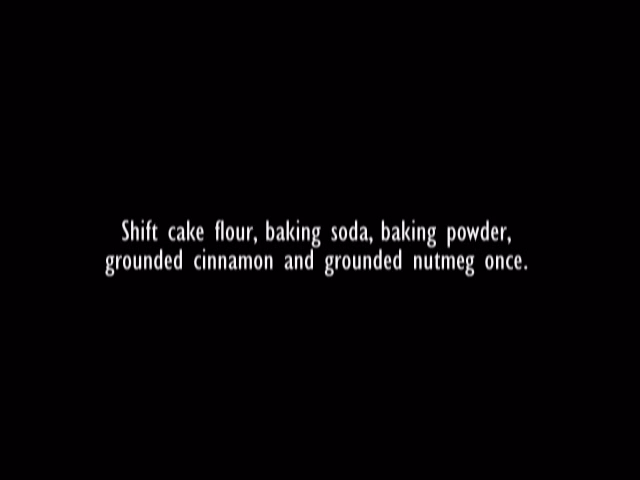 Shift cake flour, baking soda, baking powder,
grounded cinnamon and grounded nutmeg once.